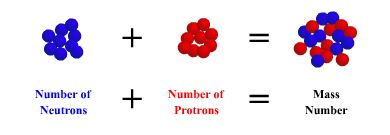 + =
Number of Neutrons + Number of Protrons = Mass Number